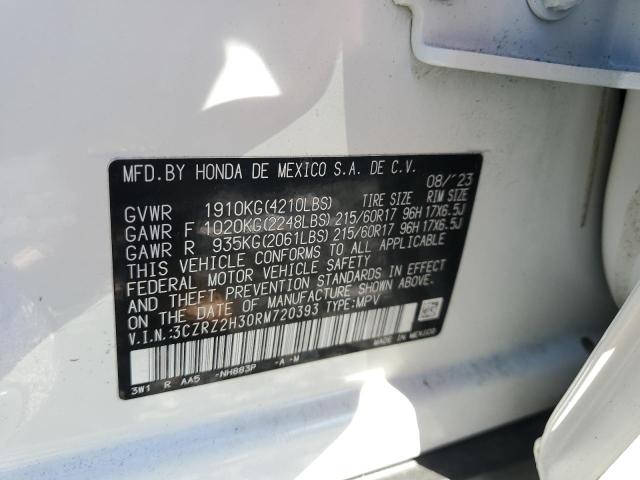 MFD.BY HONDA DE MEXICO S.A. DE C.V.
08/'23
GVWR 1910KG(4210LBS) TIRE SIZE RIM SIZE
GAWR F 1020KG(2248LBS) 215/60R17 96H 17X6.5J
GAWR R 935KG(2061LBS) 215/60R17 96H 17X6.5J
THIS VEHICLE CONFORMS TO ALL APPLICABLE
FEDERAL MOTOR VEHICLE SAFETY
AND THEFT PREVENTION STANDARDS IN EFFECT
ON THE DATE OF MANUFACTURE SHOWN ABOVE.
V.I.N.:3CZRZ2H30RM720393 TYPE:MPV
MADE IN MEXICO
3W1 R AA5 -NH883P -A -M